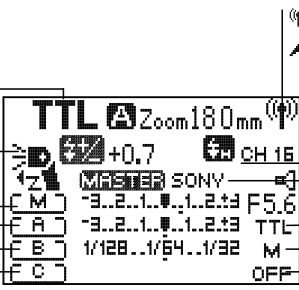 TTL A Zoom180mm
+0.7 CH 16
Z MASTER SONY
M -3..2..1..0..1..2.+3 F5.6
A -3..2..1..0..1..2.+3 TTL
B 1/128..1/64..1/32 M
C OFF